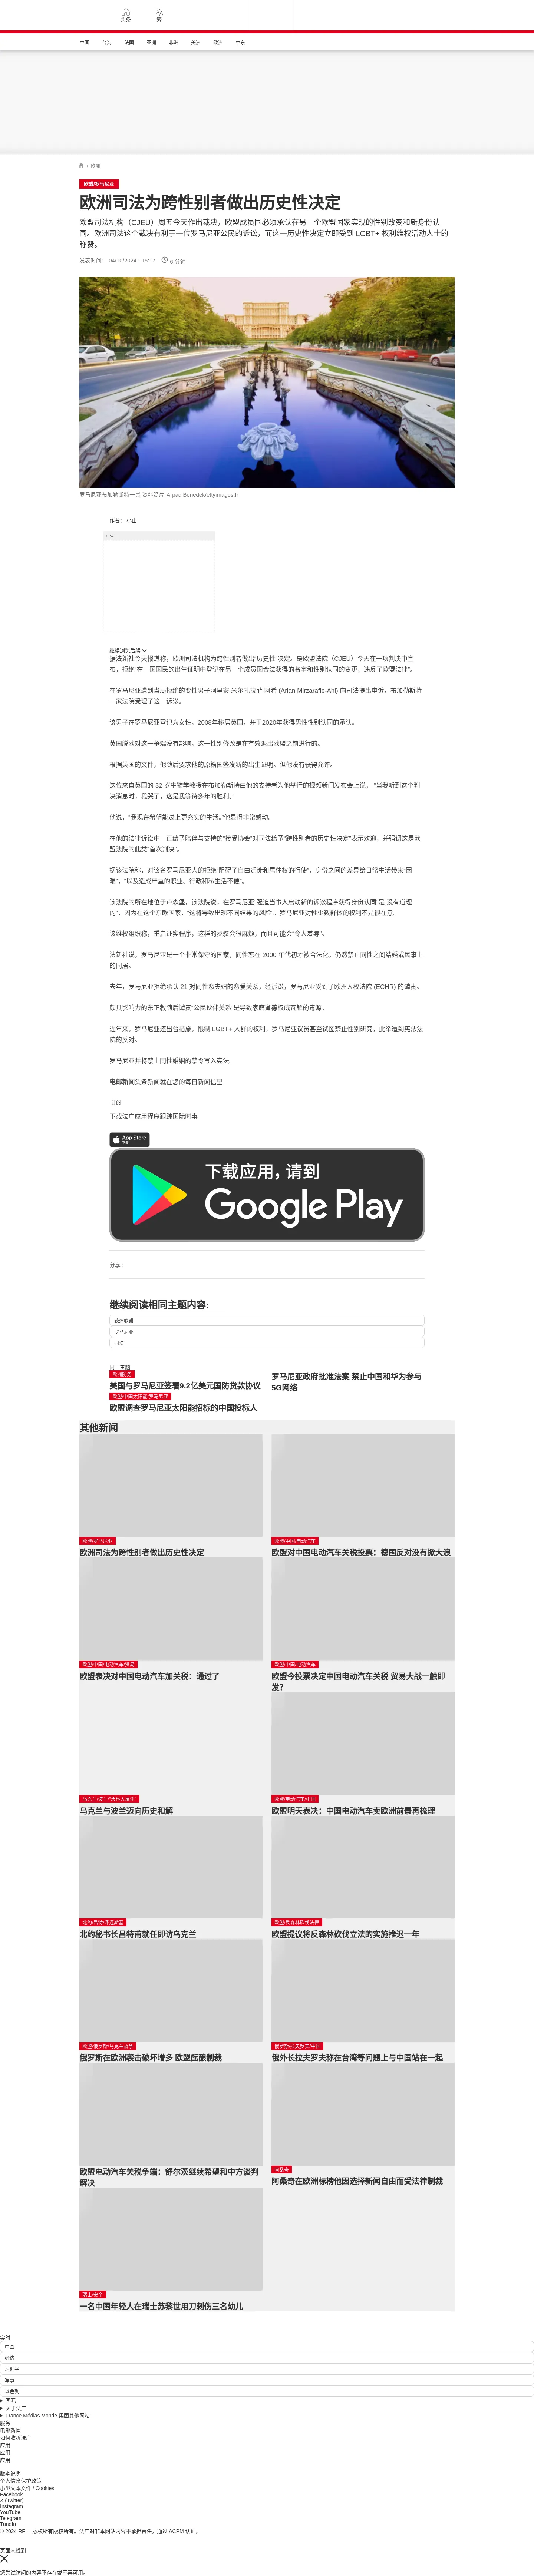 头条
繁
中国
台海
法国
亚洲
非洲
美洲
欧洲
中东
/ 欧洲
欧盟/罗马尼亚
欧洲司法为跨性别者做出历史性决定
欧盟司法机构（CJEU）周五今天作出裁决，欧盟成员国必须承认在另一个欧盟国家实现的性别改变和新身份认
同。欧洲司法这个裁决有利于一位罗马尼亚公民的诉讼，而这一历史性决定立即受到 LGBT+ 权利维权活动人士的
称赞。
发表时间： 04/10/2024 - 15:17
6 分钟
罗马尼亚布加勒斯特一景 资料照片 Arpad Benedek/ettyimages.fr
作者： 小山
广告
继续浏览后续
据法新社今天报道称，欧洲司法机构为跨性别者做出“历史性”决定。是欧盟法院（CJEU）今天在一项判决中宣
布，拒绝“在一国国民的出生证明中登记在另一个成员国合法获得的名字和性别认同的变更，违反了欧盟法律”。
在罗马尼亚遭到当局拒绝的变性男子阿里安·米尔扎拉菲·阿希 (Arian Mirzarafie-Ahi) 向司法提出申诉，布加勒斯特
一家法院受理了这一诉讼。
该男子在罗马尼亚登记为女性，2008年移居英国，并于2020年获得男性性别认同的承认。
英国脱欧对这一争端没有影响，这一性别修改是在有效退出欧盟之前进行的。
根据英国的文件，他随后要求他的原籍国签发新的出生证明，但他没有获得允许。
这位来自英国的 32 岁生物学教授在布加勒斯特由他的支持者为他举行的视频新闻发布会上说， “当我听到这个判
决消息时，我哭了，这是我等待多年的胜利。”
他说，“我现在希望能过上更充实的生活。”他显得非常感动。
在他的法律诉讼中一直给予陪伴与支持的“接受协会”对司法给予“跨性别者的历史性决定”表示欢迎，并强调这是欧
盟法院的此类“首次判决”。
据该法院称，对该名罗马尼亚人的拒绝“阻碍了自由迁徙和居住权的行使”，身份之间的差异给日常生活带来“困
难”，“以及造成严重的职业、行政和私生活不便”。
该法院的所在地位于卢森堡，该法院说，在罗马尼亚“强迫当事人启动新的诉讼程序获得身份认同”是“没有道理
的”，因为在这个东欧国家，“这将导致出现不同结果的风险”。罗马尼亚对性少数群体的权利不是很在意。
该维权组织称，重启证实程序，这样的步骤会很麻烦，而且可能会“令人羞辱”。
法新社说，罗马尼亚是一个非常保守的国家，同性恋在 2000 年代初才被合法化，仍然禁止同性之间结婚或民事上
的同居。
去年，罗马尼亚拒绝承认 21 对同性恋夫妇的恋爱关系，经诉讼，罗马尼亚受到了欧洲人权法院 (ECHR) 的谴责。
颇具影响力的东正教随后谴责“公民伙伴关系”是导致家庭道德权威瓦解的毒源。
近年来，罗马尼亚还出台措施，限制 LGBT+ 人群的权利，罗马尼亚议员甚至试图禁止性别研究，此举遭到宪法法
院的反对。
罗马尼亚并将禁止同性婚姻的禁令写入宪法。
电邮新闻头条新闻就在您的每日新闻信里
订阅
下载法广应用程序跟踪国际时事
App Store
下载
下载应用，请到
Google Play
分享 :
继续阅读相同主题内容:
欧洲联盟
罗马尼亚
司法
同一主题
欧洲防务
美国与罗马尼亚签署9.2亿美元国防贷款协议
罗马尼亚政府批准法案 禁止中国和华为参与
5G网络
欧盟/中国太阳能/罗马尼亚
欧盟调查罗马尼亚太阳能招标的中国投标人
其他新闻
欧盟/罗马尼亚
欧洲司法为跨性别者做出历史性决定
欧盟/中国/电动汽车
欧盟对中国电动汽车关税投票：德国反对没有掀大浪
欧盟/中国/电动汽车/贸易
欧盟表决对中国电动汽车加关税：通过了
欧盟/中国/电动汽车
欧盟今投票决定中国电动汽车关税 贸易大战一触即
发?
乌克兰/波兰/“沃林大屠杀”
乌克兰与波兰迈向历史和解
欧盟/电动汽车/中国
欧盟明天表决：中国电动汽车卖欧洲前景再梳理
北约/吕特/泽连斯基
北约秘书长吕特甫就任即访乌克兰
欧盟/反森林砍伐法律
欧盟提议将反森林砍伐立法的实施推迟一年
欧盟/俄罗斯/乌克兰战争
俄罗斯在欧洲袭击破坏增多 欧盟酝酿制裁
俄罗斯/拉夫罗夫/中国
俄外长拉夫罗夫称在台湾等问题上与中国站在一起
欧盟电动汽车关税争端：舒尔茨继续希望和中方谈判
解决
阿桑奇
阿桑奇在欧洲标榜他因选择新闻自由而受法律制裁
瑞士/安全
一名中国年轻人在瑞士苏黎世用刀刺伤三名幼儿
实时
中国
经济
习近平
军事
以色列
国际
关于法广
France Médias Monde 集团其他网站
服务
电邮新闻
如何收听法广
应用
应用
应用
版本说明
个人信息保护政策
小型文本文件 / Cookies
Facebook
X (Twitter)
Instagram
YouTube
Telegram
TuneIn
© 2024 RFI – 版权所有版权所有。法广对非本网站内容不承担责任。通过 ACPM 认证。
页面未找到
您尝试访问的内容不存在或不再可用。